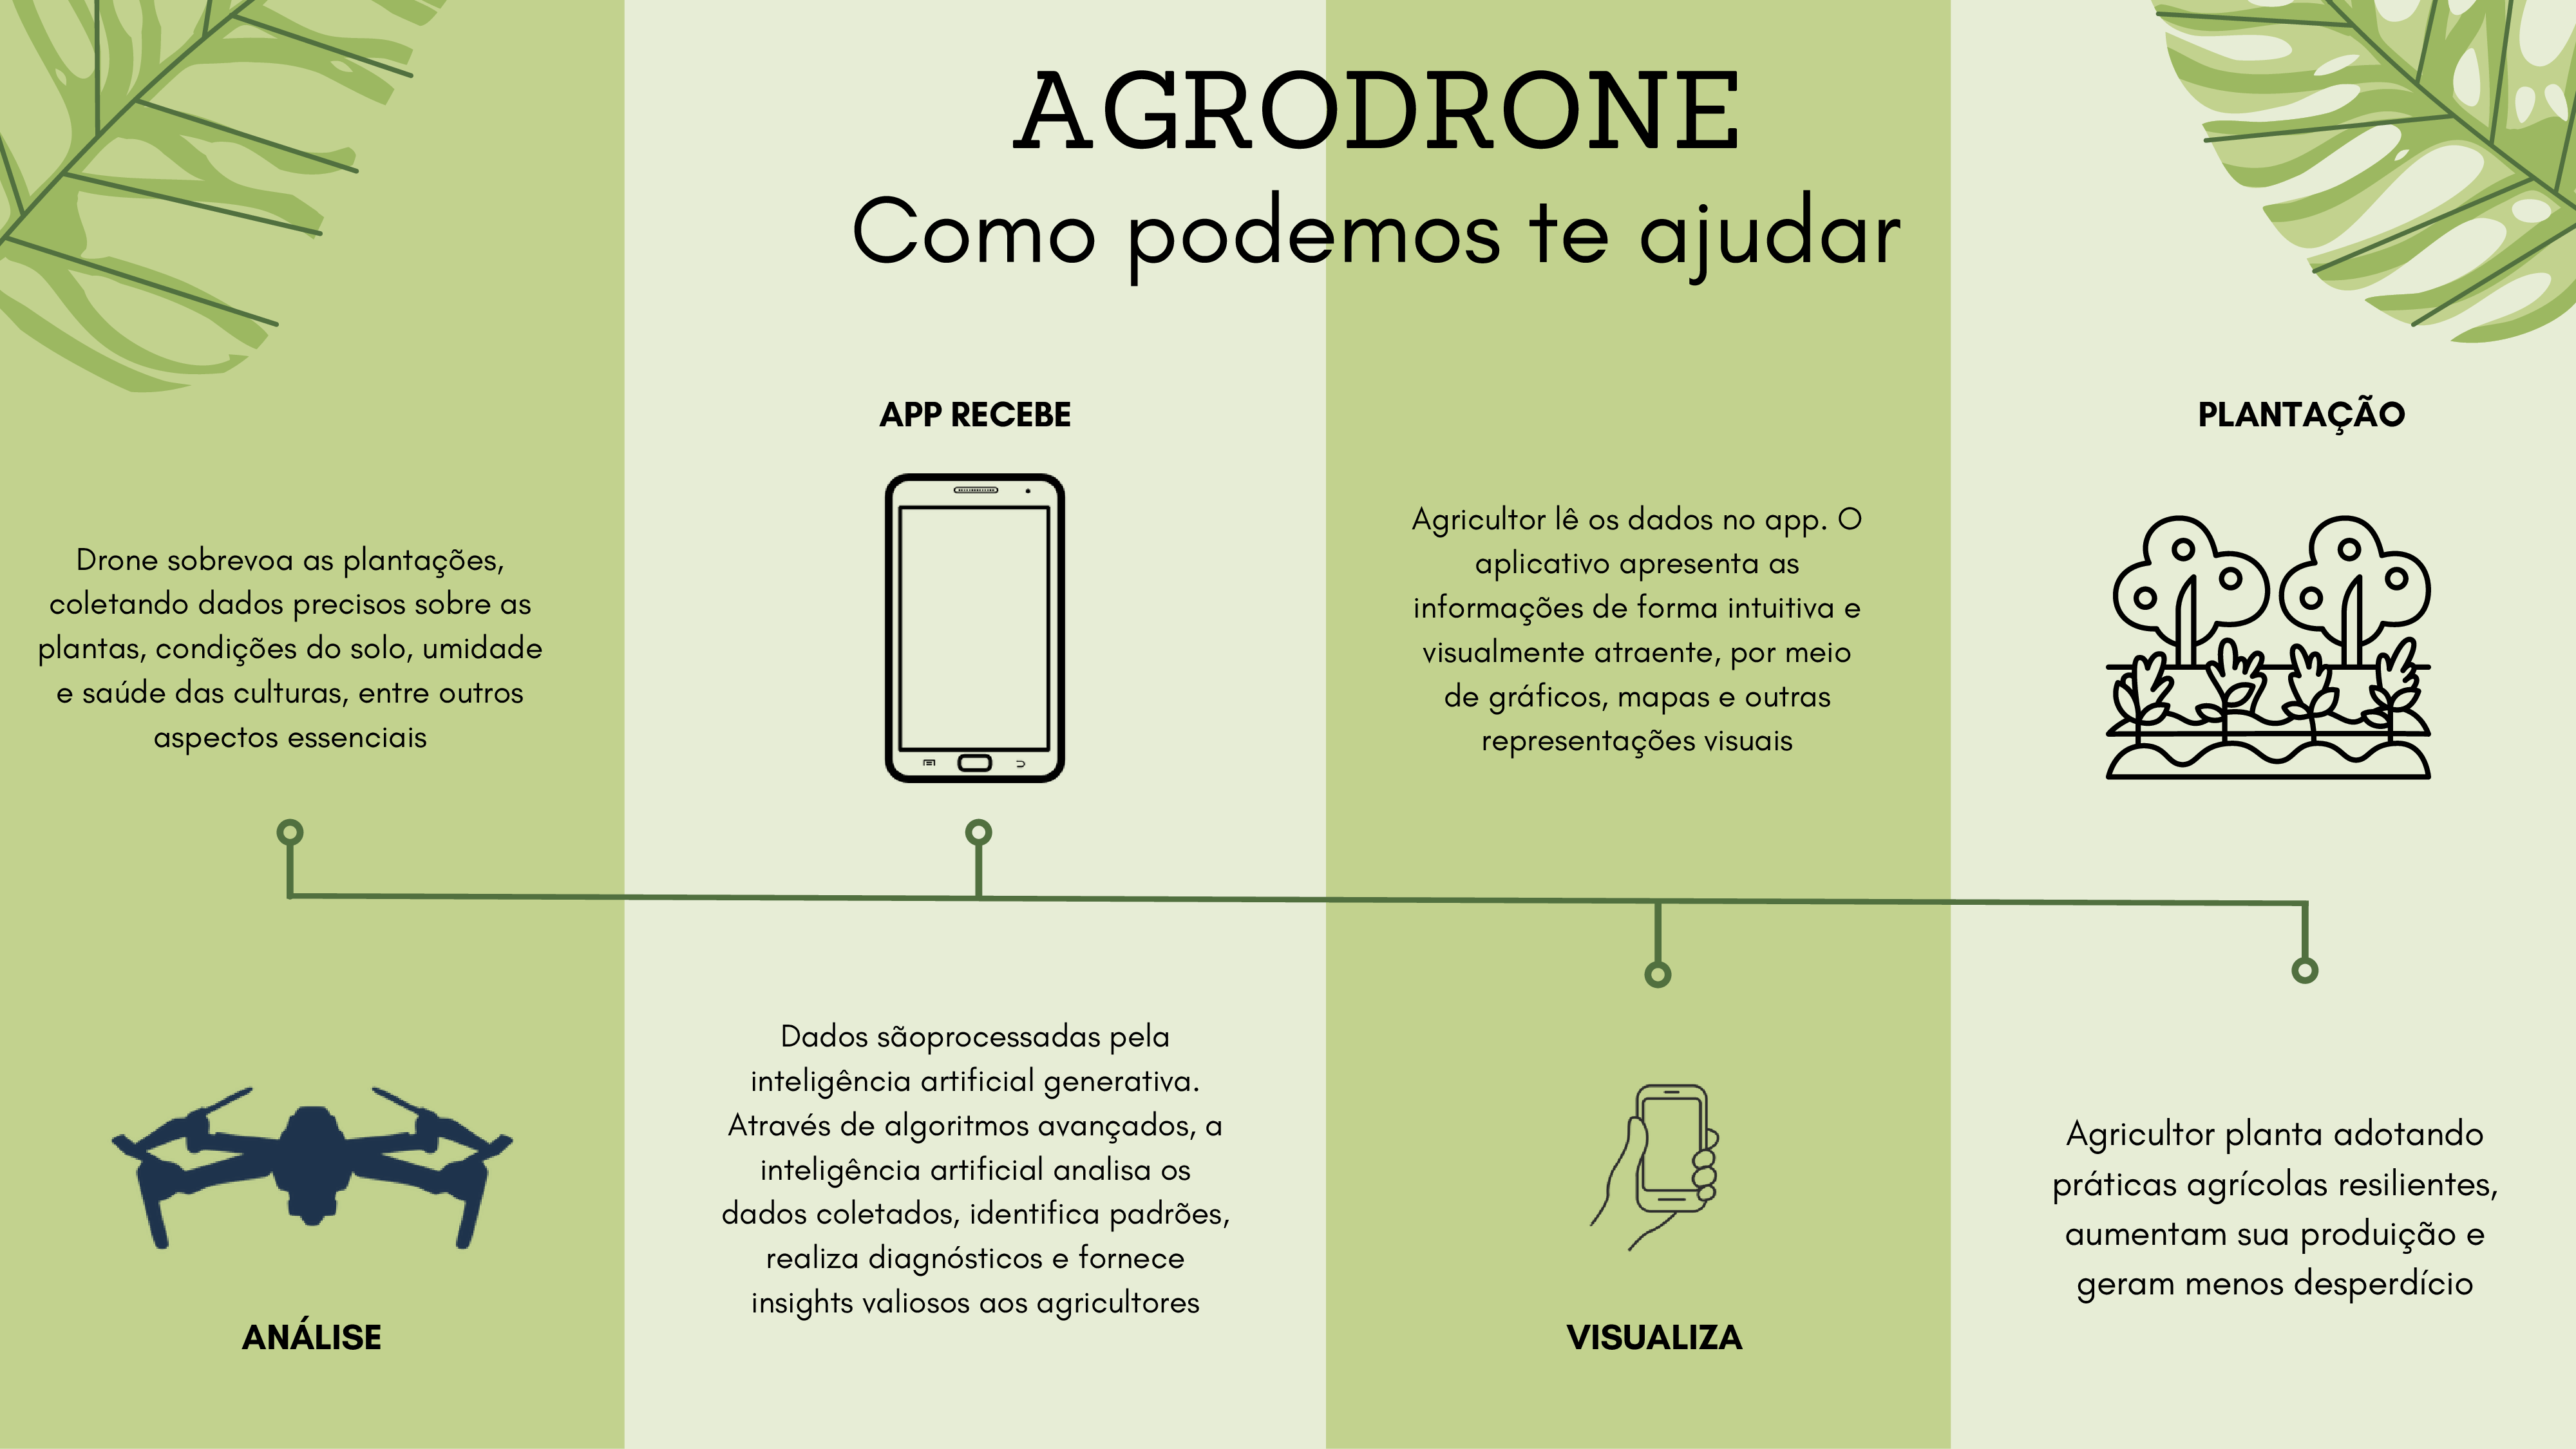 AGRODRONE
Como podemos te ajudar
Drone sobrevoa as plantações,
coletando dados precisos sobre as
plantas, condições do solo, umidade
e saúde das culturas, entre outros
aspectos essenciais
ANÁLISE
APP RECEBE
Dados sãoprocessadas pela
inteligência artificial generativa.
Através de algoritmos avançados, a
inteligência artificial analisa os
dados coletados, identifica padrões,
realiza diagnósticos e fornece
insights valiosos aos agricultores
Agricultor lê os dados no app. O
aplicativo apresenta as
informações de forma intuitiva e
visualmente atraente, por meio
de gráficos, mapas e outras
representações visuais
VISUALIZA
PLANTAÇÃO
Agricultor planta adotando
práticas agrícolas resilientes,
aumentam sua produição e
geram menos desperdício